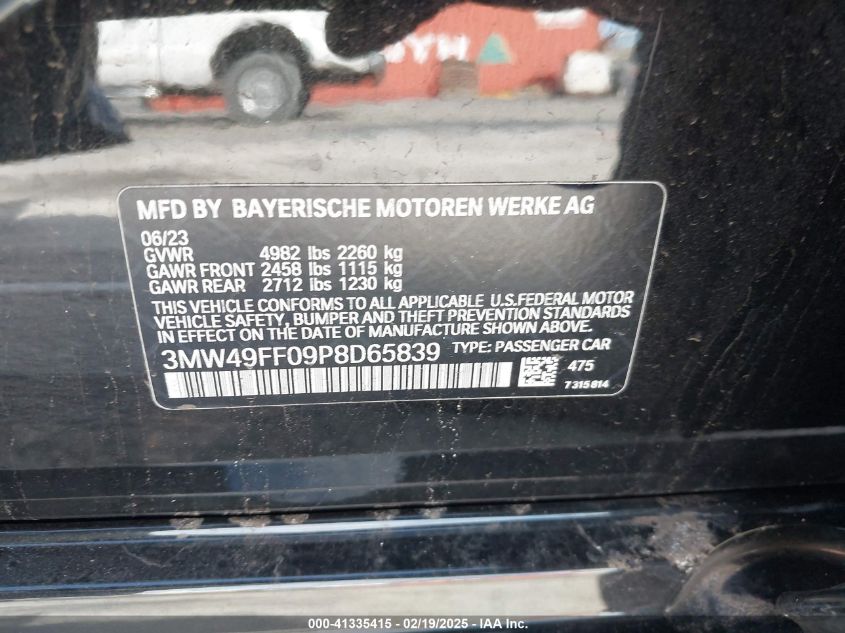 MFD BY BAYERISCHE MOTOREN WERKE AG
06/23
GVWR 4982 lbs 2260 kg
GAWR FRONT 2458 lbs 1115 kg
GAWR REAR 2712 lbs 1230 kg
THIS VEHICLE CONFORMS TO ALL APPLICABLE U.S.FEDERAL MOTOR
VEHICLE SAFETY, BUMPER AND THEFT PREVENTION STANDARDS
IN EFFECT ON THE DATE OF MANUFACTURE SHOWN ABOVE.
3MW49FF09P8D65839 TYPE: PASSENGER CAR
475
7315814
000-41335415 - 02/19/2025 - IAAI.COM